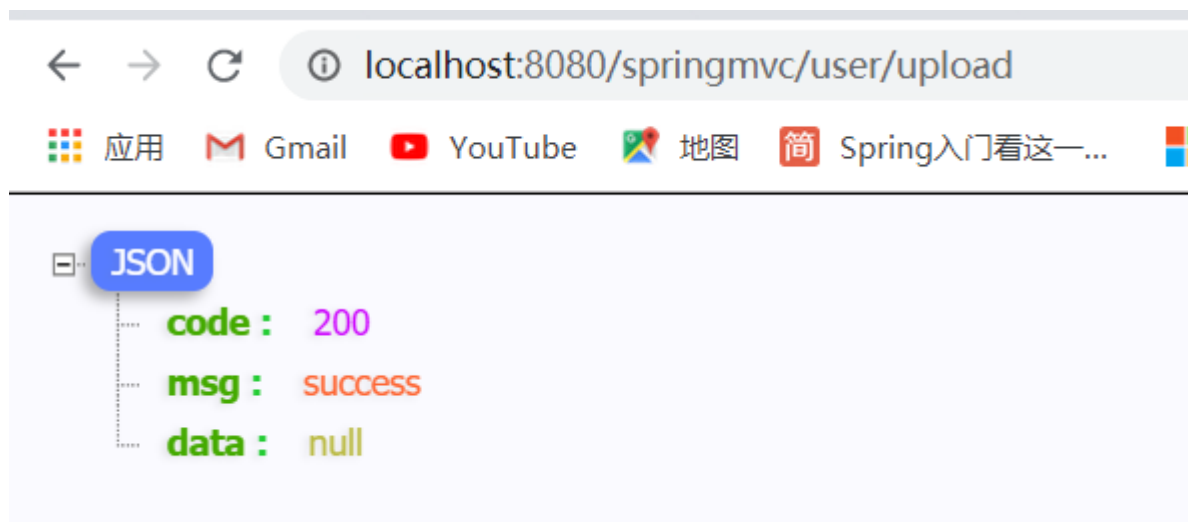 localhost:8080/springmvc/user/upload
应用 Gmail YouTube 地图 简 Spring入门看这一...
JSON
code : 200
msg : success
data : null